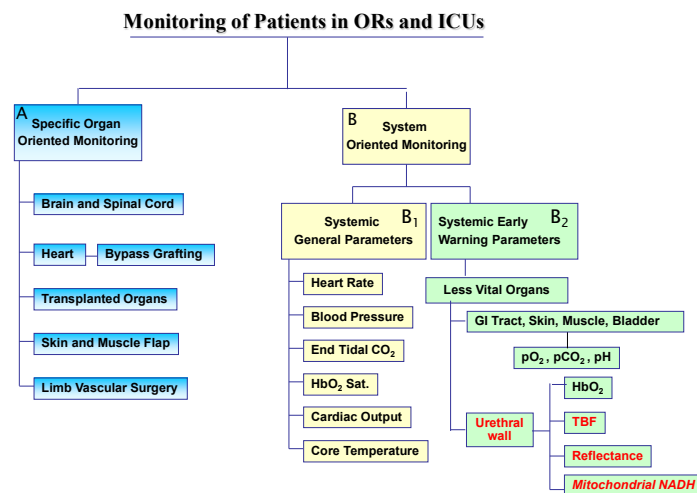 Monitoring of Patients in ORs and ICUs
A
Specific Organ
Oriented Monitoring
Brain and Spinal Cord
Heart
Bypass Grafting
Transplanted Organs
Skin and Muscle Flap
Limb Vascular Surgery
B
System
Oriented Monitoring
B₁
Systemic
General Parameters
Heart Rate
Blood Pressure
End Tidal CO₂
HbO₂ Sat.
Cardiac Output
Core Temperature
B₂
Systemic Early
Warning Parameters
Less Vital Organs
GI Tract, Skin, Muscle, Bladder
pO₂ , pCO₂ , pH
Urethral
wall
HbO₂
TBF
Reflectance
Mitochondrial NADH